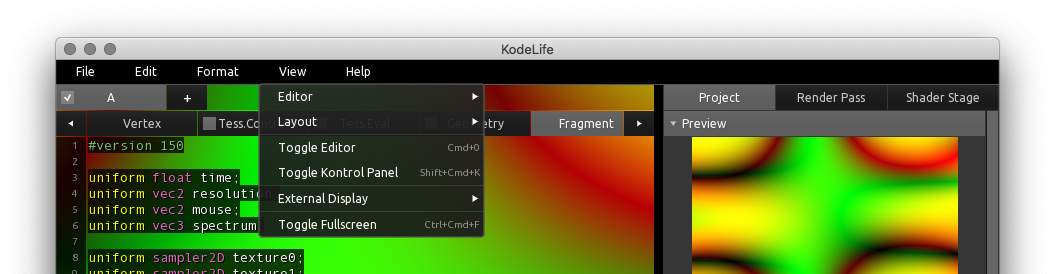 KodeLife
File Edit Format View Help
A +
Project Render Pass Shader Stage
Editor
Vertex Tess.Cont Tess.Eval Geometry Fragment
Layout
Preview
Toggle Editor Cmd+0
Toggle Kontrol Panel Shift+Cmd+K
External Display
Toggle Fullscreen Ctrl+Cmd+F
1 #version 150
2
3 uniform float time;
4 uniform vec2 resolution
5 uniform vec2 mouse;
6 uniform vec3 spectrum
7
8 uniform sampler2D texture0;
9 uniform sampler2D texture1;